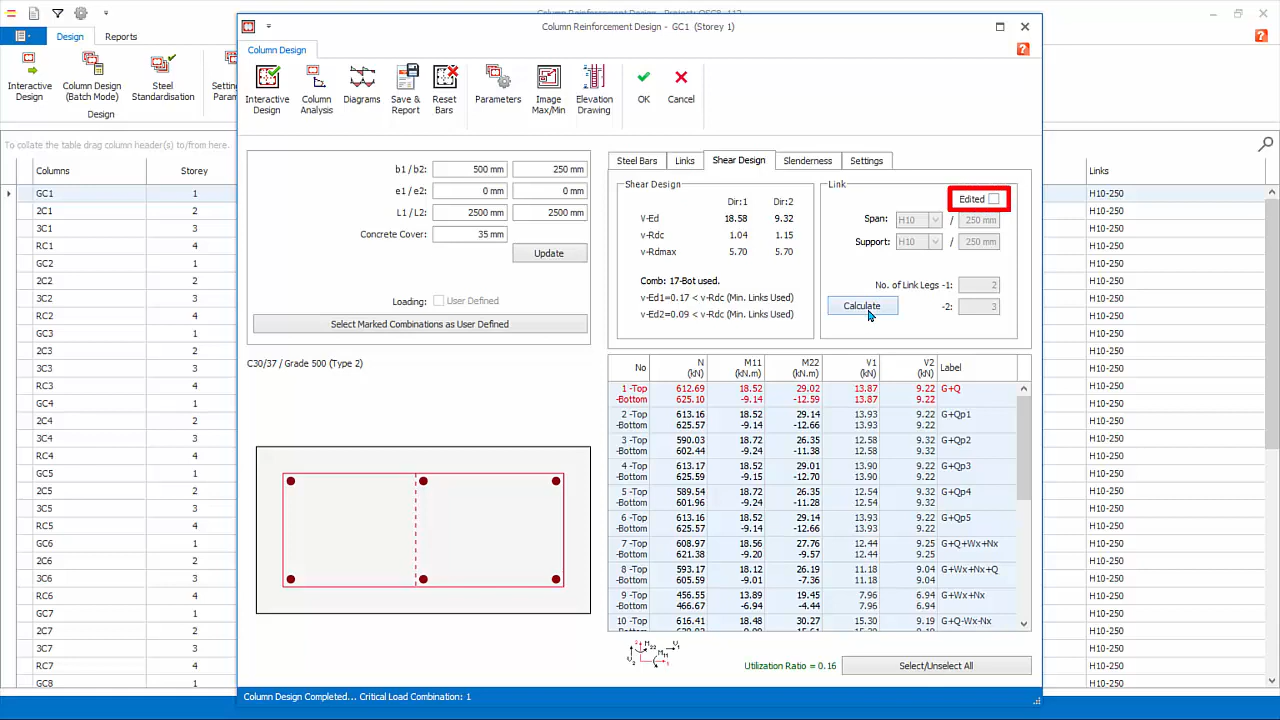 Column Reinforcement Design - Project: QSC8_112
Design
Reports
Interactive Design
Column Design (Batch Mode)
Steel Standardisation
Design
To collate the table drag column header(s) to/from here.
Columns Storey Links
GC1 1 H10-250
2C1 2 H10-250
3C1 3 H10-250
RC1 4 H10-250
GC2 1 H10-250
2C2 2 H10-250
3C2 3 H10-250
RC2 4 H10-250
GC3 1 H10-250
2C3 2 H10-250
3C3 3 H10-250
RC3 4 H10-250
GC4 1 H10-250
2C4 2 H10-250
3C4 3 H10-250
RC4 4 H10-250
GC5 1 H10-250
2C5 2 H10-250
3C5 3 H10-250
RC5 4 H10-250
GC6 1 H10-250
2C6 2 H10-250
3C6 3 H10-250
RC6 4 H10-250
GC7 1 H10-250
2C7 2 H10-250
3C7 3 H10-250
RC7 4 H10-250
GC8 1 H10-250
Column Reinforcement Design - GC1 (Storey 1)
Column Design
Interactive Design
Column Analysis
Diagrams
Save & Report
Reset Bars
Parameters
Image Max/Min
Elevation Drawing
OK
Cancel
b1 / b2: 500 mm 250 mm
e1 / e2: 0 mm 0 mm
L1 / L2: 2500 mm 2500 mm
Concrete Cover: 35 mm
Update
Loading: User Defined
Select Marked Combinations as User Defined
C30/37 / Grade 500 (Type 2)
Steel Bars Links Shear Design Slenderness Settings
Shear Design
Dir:1 Dir:2
V-Ed 18.58 9.32
v-Rdc 1.04 1.15
v-Rdmax 5.70 5.70
Comb: 17-Bot used.
v-Ed1=0.17 < v-Rdc (Min. Links Used)
v-Ed2=0.09 < v-Rdc (Min. Links Used)
Link
Edited
Span: H10 / 250 mm
Support: H10 / 250 mm
No. of Link Legs -1: 2
Calculate -2: 3
No N (kN) M11 (kN.m) M22 (kN.m) V1 (kN) V2 (kN) Label
1 -Top 612.69 18.52 29.02 13.87 9.22 G+Q
-Bottom 625.10 -9.14 -12.59 13.87 9.22
2 -Top 613.16 18.52 29.14 13.93 9.22 G+Qp1
-Bottom 625.57 -9.14 -12.66 13.93 9.22
3 -Top 590.03 18.72 26.35 12.58 9.32 G+Qp2
-Bottom 602.44 -9.24 -11.38 12.58 9.32
4 -Top 613.17 18.52 29.01 13.90 9.22 G+Qp3
-Bottom 625.59 -9.15 -12.70 13.90 9.22
5 -Top 589.54 18.72 26.35 12.54 9.32 G+Qp4
-Bottom 601.96 -9.24 -11.28 12.54 9.32
6 -Top 613.16 18.52 29.14 13.93 9.22 G+Qp5
-Bottom 625.57 -9.14 -12.66 13.93 9.22
7 -Top 608.97 18.56 27.76 12.44 9.25 G+Q+Wx+Nx
-Bottom 621.38 -9.20 -9.57 12.44 9.25
8 -Top 593.17 18.12 26.19 11.18 9.04 G+Wx+Nx+Q
-Bottom 605.59 -9.01 -7.36 11.18 9.04
9 -Top 456.55 13.89 19.45 7.96 6.94 G+Wx+Nx
-Bottom 466.67 -6.94 -4.44 7.96 6.94
10 -Top 616.41 18.48 30.27 15.30 9.19 G+Q-Wx-Nx
Utilization Ratio = 0.16
Select/Unselect All
Column Design Completed... Critical Load Combination: 1